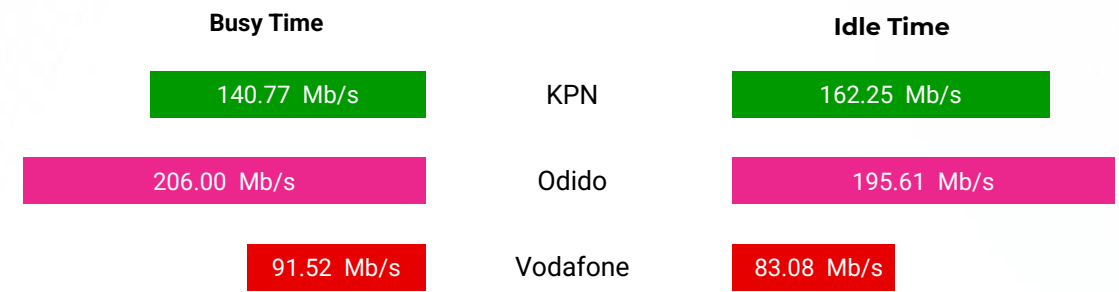 Busy Time Idle Time
140.77 Mb/s KPN 162.25 Mb/s
206.00 Mb/s Odido 195.61 Mb/s
91.52 Mb/s Vodafone 83.08 Mb/s